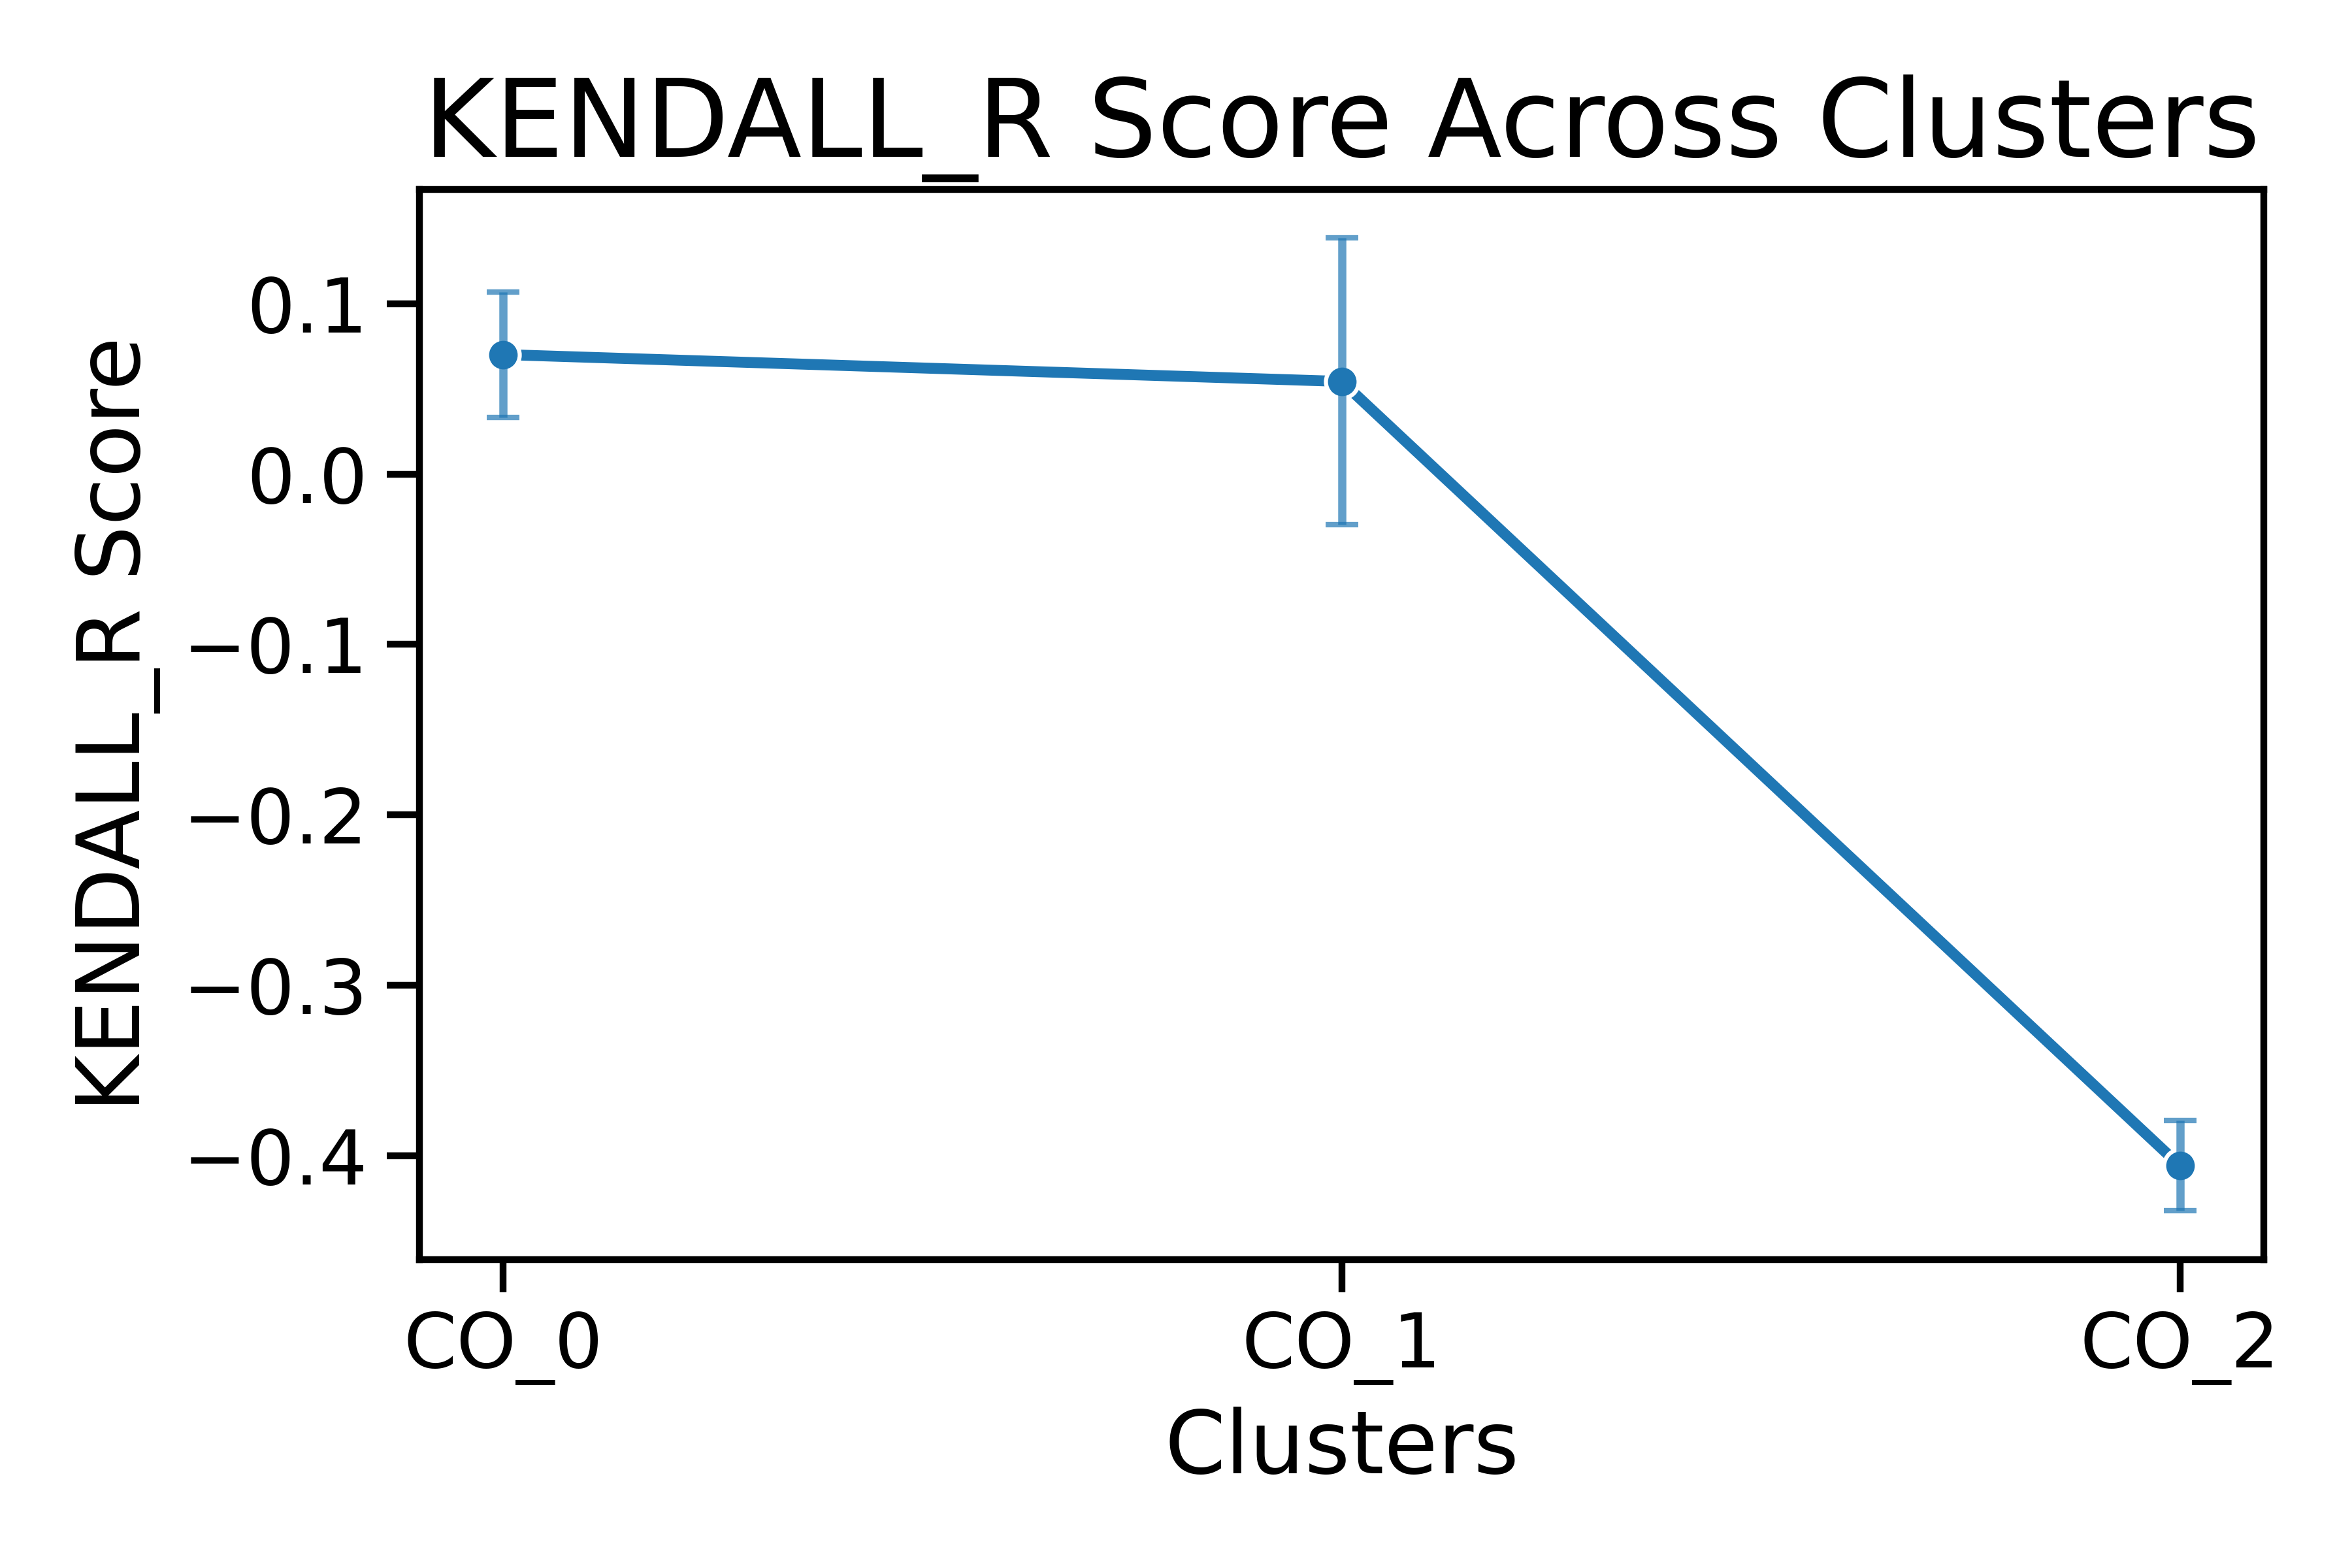 KENDALL_R Score Across Clusters
KENDALL_R Score
0.1
0.0
−0.1
−0.2
−0.3
−0.4
CO_0
CO_1
CO_2
Clusters